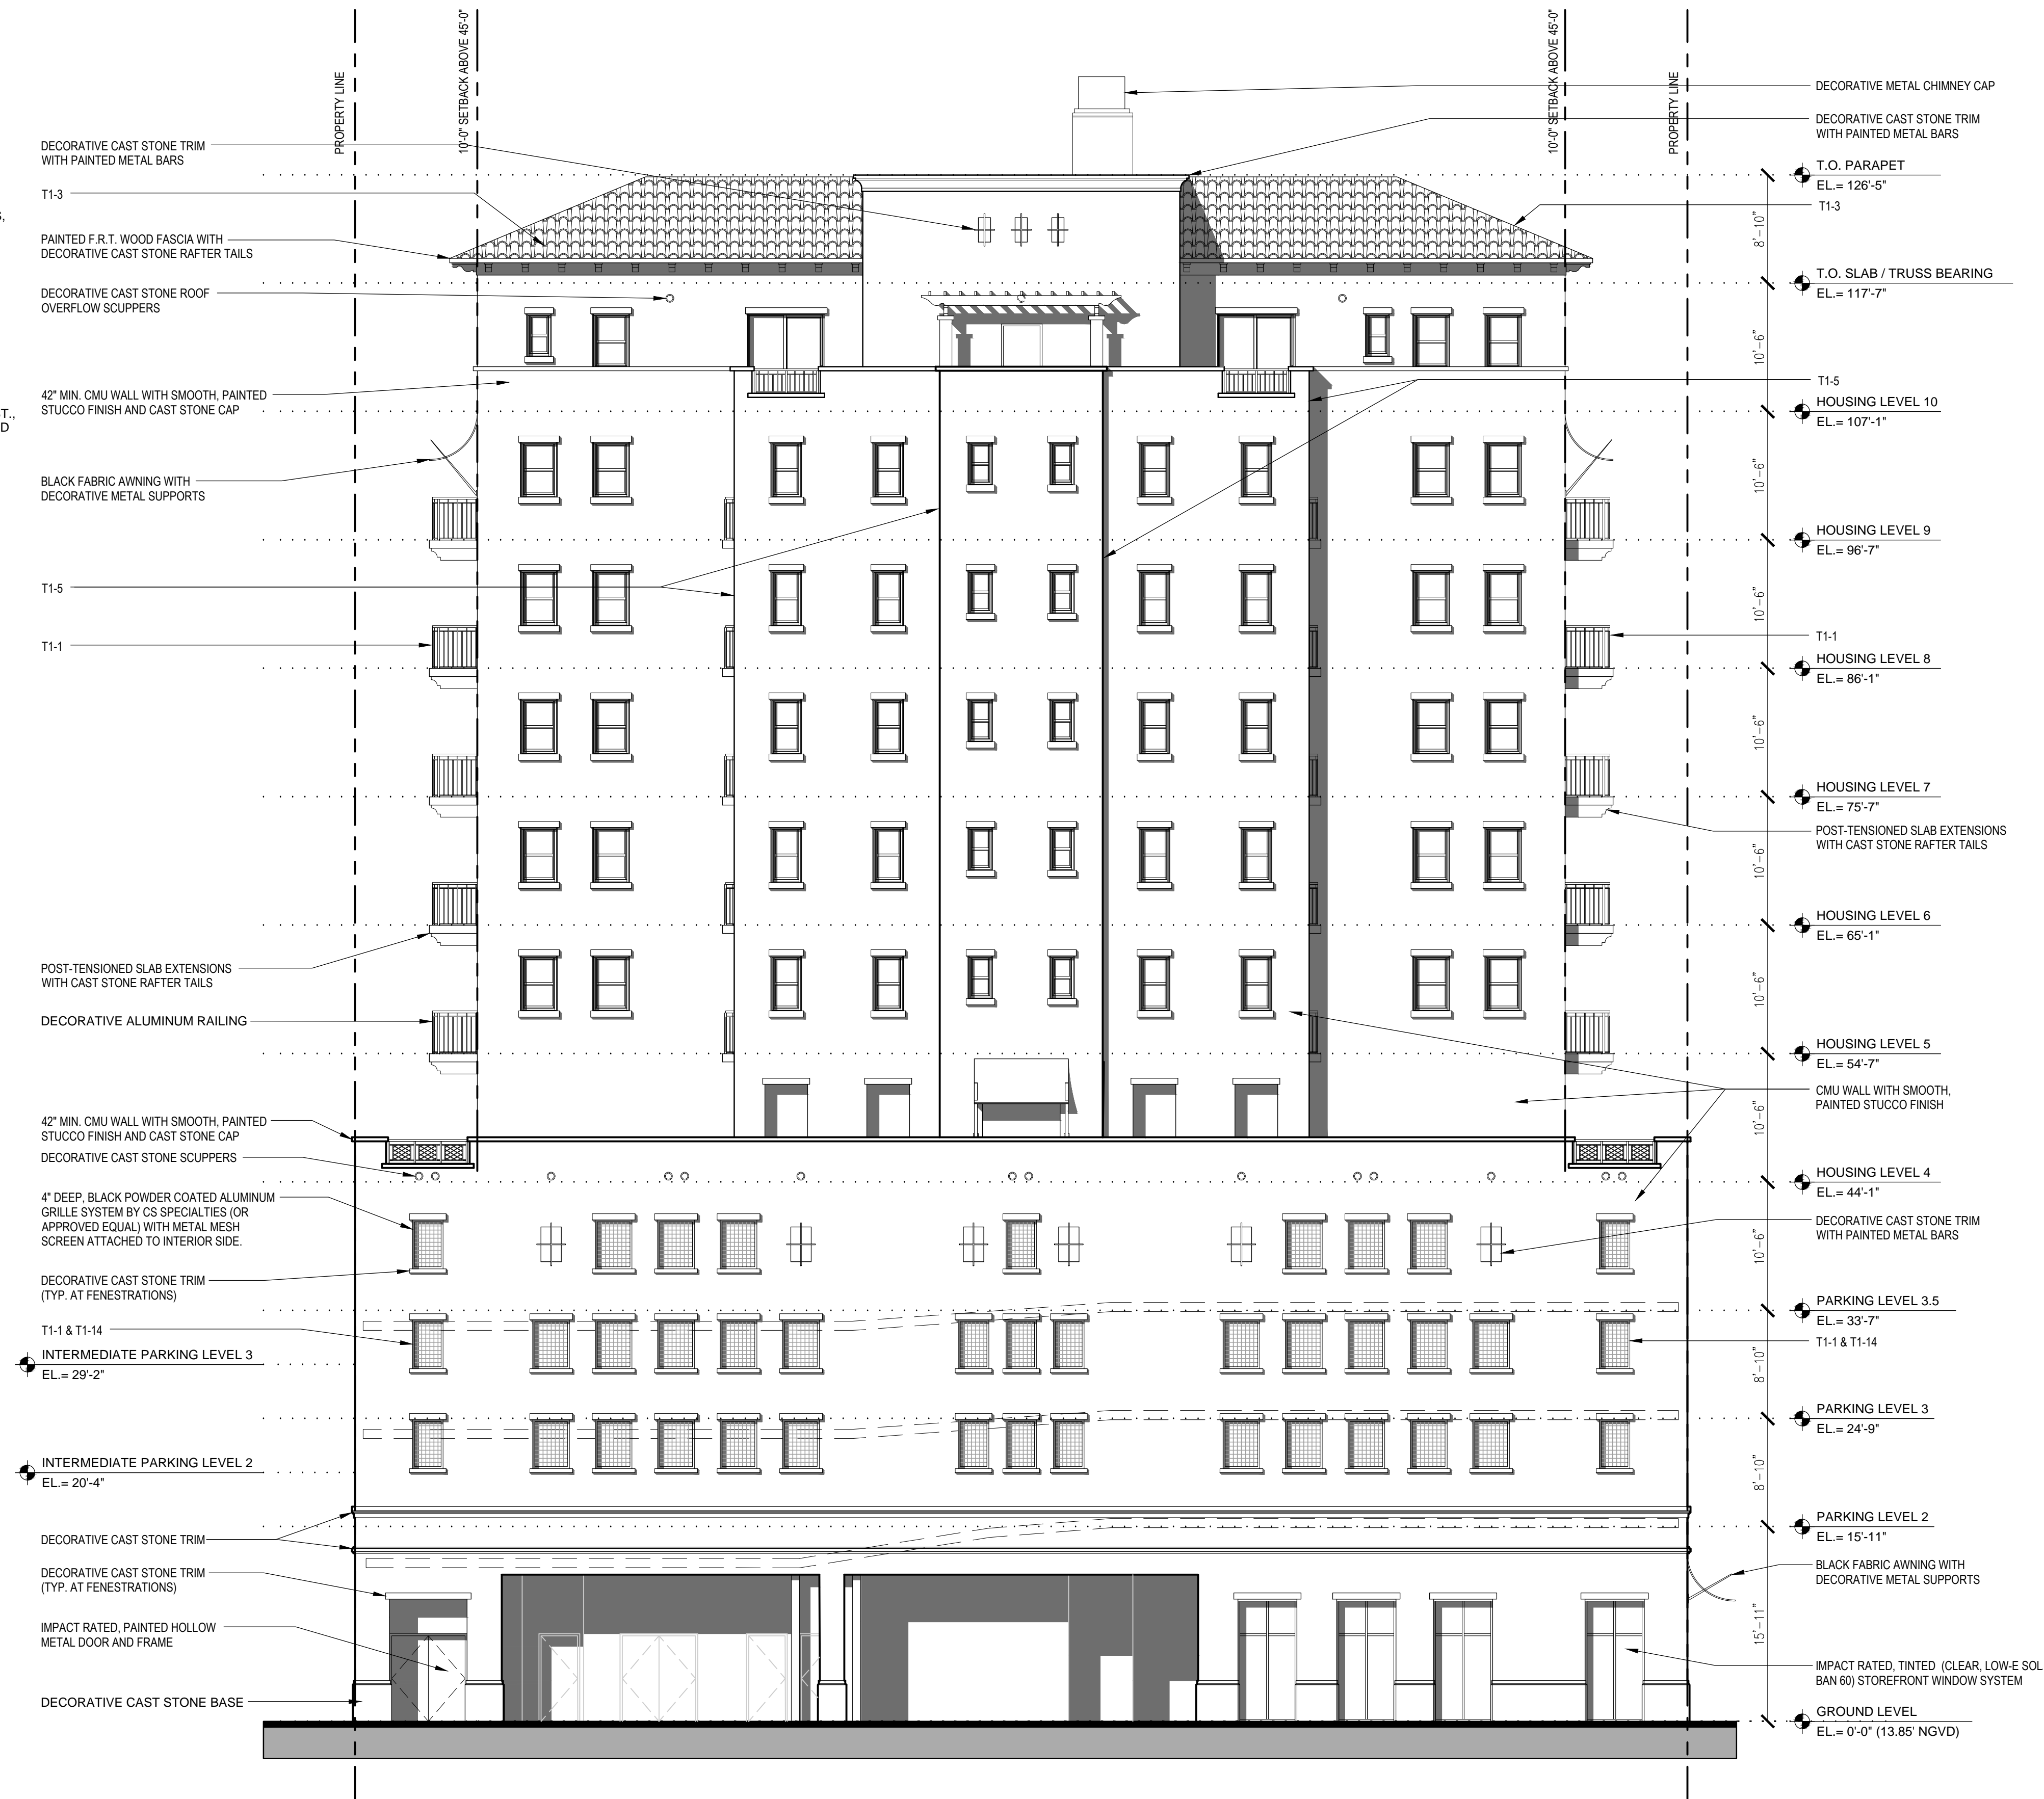 PROPERTY LINE
10'-0" SETBACK ABOVE 45'-0"
10'-0" SETBACK ABOVE 45'-0"
PROPERTY LINE
DECORATIVE CAST STONE TRIM
WITH PAINTED METAL BARS
T1-3
PAINTED F.R.T. WOOD FASCIA WITH
DECORATIVE CAST STONE RAFTER TAILS
DECORATIVE CAST STONE ROOF
OVERFLOW SCUPPERS
42" MIN. CMU WALL WITH SMOOTH, PAINTED
STUCCO FINISH AND CAST STONE CAP
BLACK FABRIC AWNING WITH
DECORATIVE METAL SUPPORTS
T1-5
T1-1
POST-TENSIONED SLAB EXTENSIONS
WITH CAST STONE RAFTER TAILS
DECORATIVE ALUMINUM RAILING
42" MIN. CMU WALL WITH SMOOTH, PAINTED
STUCCO FINISH AND CAST STONE CAP
DECORATIVE CAST STONE SCUPPERS
4" DEEP, BLACK POWDER COATED ALUMINUM
GRILLE SYSTEM BY CS SPECIALTIES (OR
APPROVED EQUAL) WITH METAL MESH
SCREEN ATTACHED TO INTERIOR SIDE.
DECORATIVE CAST STONE TRIM
(TYP. AT FENESTRATIONS)
T1-1 & T1-14
INTERMEDIATE PARKING LEVEL 3
EL.= 29'-2"
INTERMEDIATE PARKING LEVEL 2
EL.= 20'-4"
DECORATIVE CAST STONE TRIM
DECORATIVE CAST STONE TRIM
(TYP. AT FENESTRATIONS)
IMPACT RATED, PAINTED HOLLOW
METAL DOOR AND FRAME
DECORATIVE CAST STONE BASE
DECORATIVE METAL CHIMNEY CAP
DECORATIVE CAST STONE TRIM
WITH PAINTED METAL BARS
T.O. PARAPET
EL.= 126'-5"
T1-3
8'-10"
T.O. SLAB / TRUSS BEARING
EL.= 117'-7"
10'-6"
T1-5
HOUSING LEVEL 10
EL.= 107'-1"
10'-6"
HOUSING LEVEL 9
EL.= 96'-7"
10'-6"
T1-1
HOUSING LEVEL 8
EL.= 86'-1"
10'-6"
HOUSING LEVEL 7
EL.= 75'-7"
POST-TENSIONED SLAB EXTENSIONS
WITH CAST STONE RAFTER TAILS
10'-6"
HOUSING LEVEL 6
EL.= 65'-1"
10'-6"
HOUSING LEVEL 5
EL.= 54'-7"
CMU WALL WITH SMOOTH,
PAINTED STUCCO FINISH
10'-6"
HOUSING LEVEL 4
EL.= 44'-1"
DECORATIVE CAST STONE TRIM
WITH PAINTED METAL BARS
10'-6"
PARKING LEVEL 3.5
EL.= 33'-7"
T1-1 & T1-14
8'-10"
PARKING LEVEL 3
EL.= 24'-9"
8'-10"
PARKING LEVEL 2
EL.= 15'-11"
BLACK FABRIC AWNING WITH
DECORATIVE METAL SUPPORTS
15'-11"
IMPACT RATED, TINTED (CLEAR, LOW-E SOL
BAN 60) STOREFRONT WINDOW SYSTEM
GROUND LEVEL
EL.= 0'-0" (13.85' NGVD)